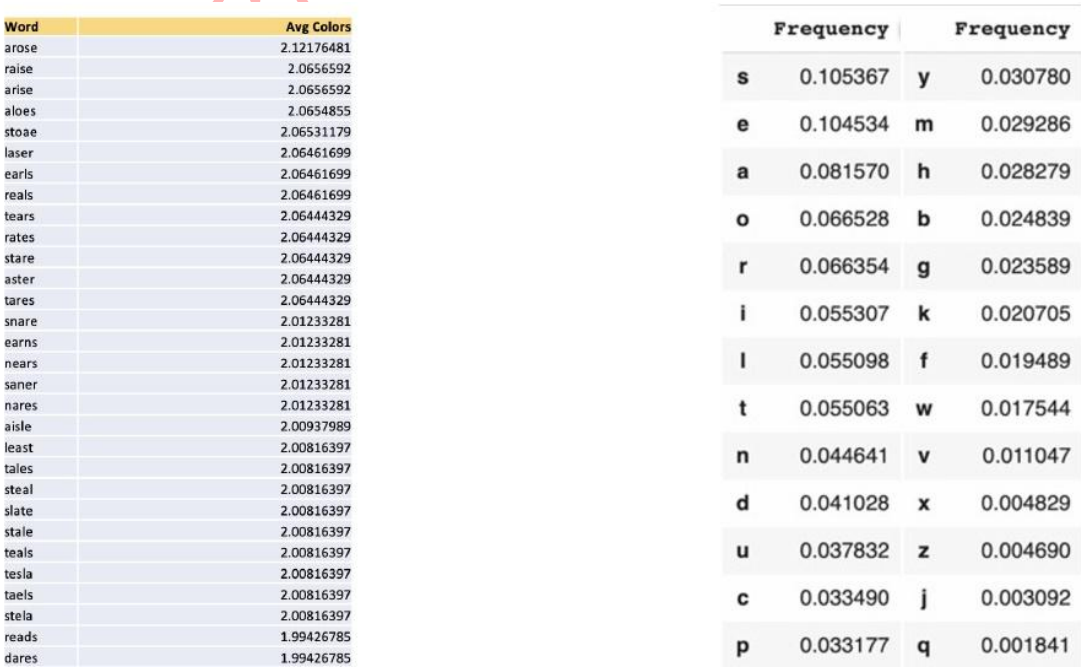 Word Avg Colors
arose 2.12176481
raise 2.0656592
arise 2.0656592
aloes 2.0654855
stoae 2.06531179
laser 2.06461699
earls 2.06461699
reals 2.06461699
tears 2.06444329
rates 2.06444329
stare 2.06444329
aster 2.06444329
tares 2.06444329
snare 2.01233281
earns 2.01233281
nears 2.01233281
saner 2.01233281
nares 2.01233281
aisle 2.00937989
least 2.00816397
tales 2.00816397
steal 2.00816397
slate 2.00816397
stale 2.00816397
teals 2.00816397
tesla 2.00816397
taels 2.00816397
stela 2.00816397
reads 1.99426785
dares 1.99426785
Frequency Frequency
s 0.105367 y 0.030780
e 0.104534 m 0.029286
a 0.081570 h 0.028279
o 0.066528 b 0.024839
r 0.066354 g 0.023589
i 0.055307 k 0.020705
l 0.055098 f 0.019489
t 0.055063 w 0.017544
n 0.044641 v 0.011047
d 0.041028 x 0.004829
u 0.037832 z 0.004690
c 0.033490 j 0.003092
p 0.033177 q 0.001841